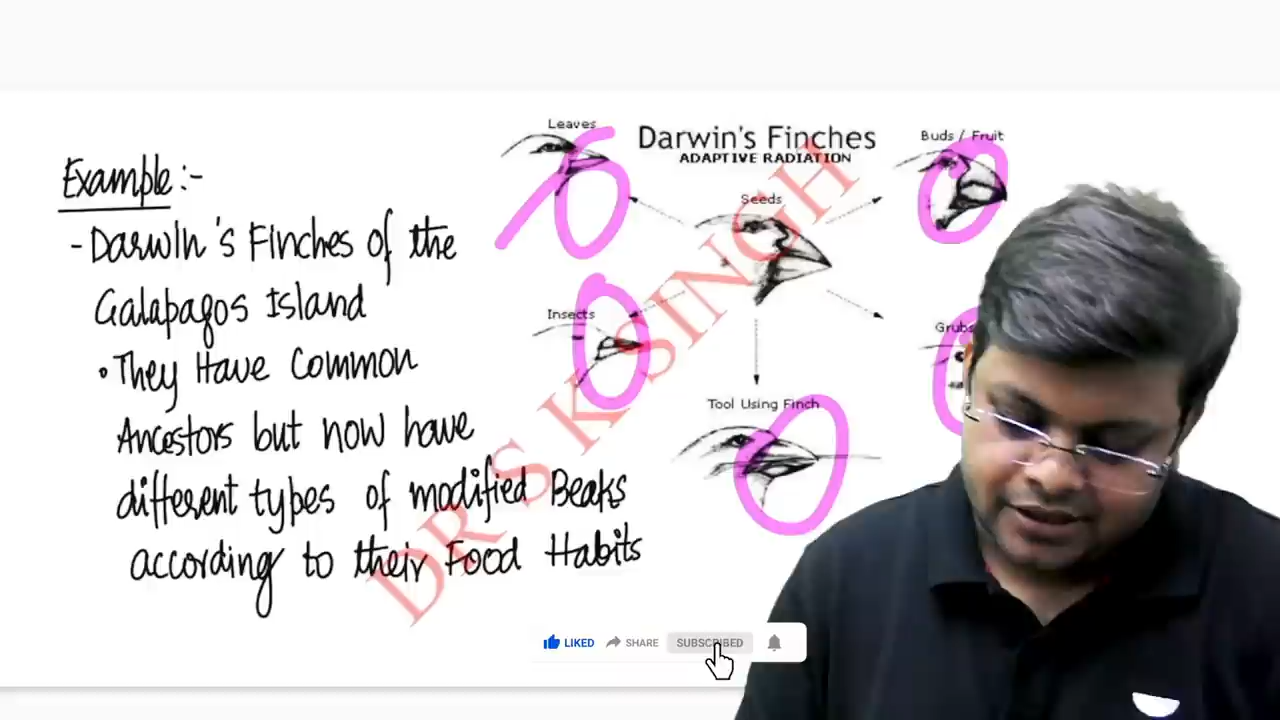 Example :-
- Darwin's Finches of the
Galapagos Island
• They Have Common
Ancestors but now have
different types of modified Beaks
according to their Food Habits
Darwin's Finches
ADAPTIVE RADIATION
Leaves
Buds / Fruit
Seeds
Insects
Grubs
Tool Using Finch
DR S K SINGH
LIKED
SHARE
SUBSCRIBED